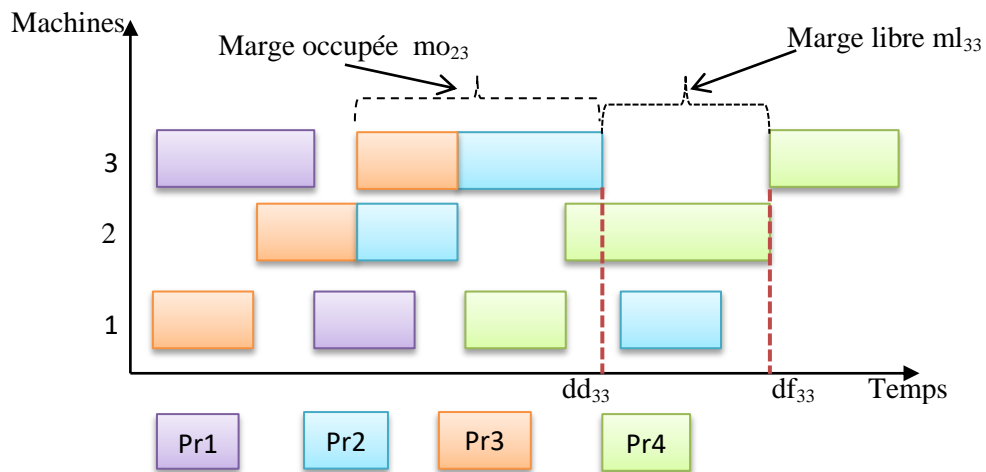 Machines
Marge occupée mo23
Marge libre ml33
3
2
1
dd33
df33
Temps
Pr1
Pr2
Pr3
Pr4